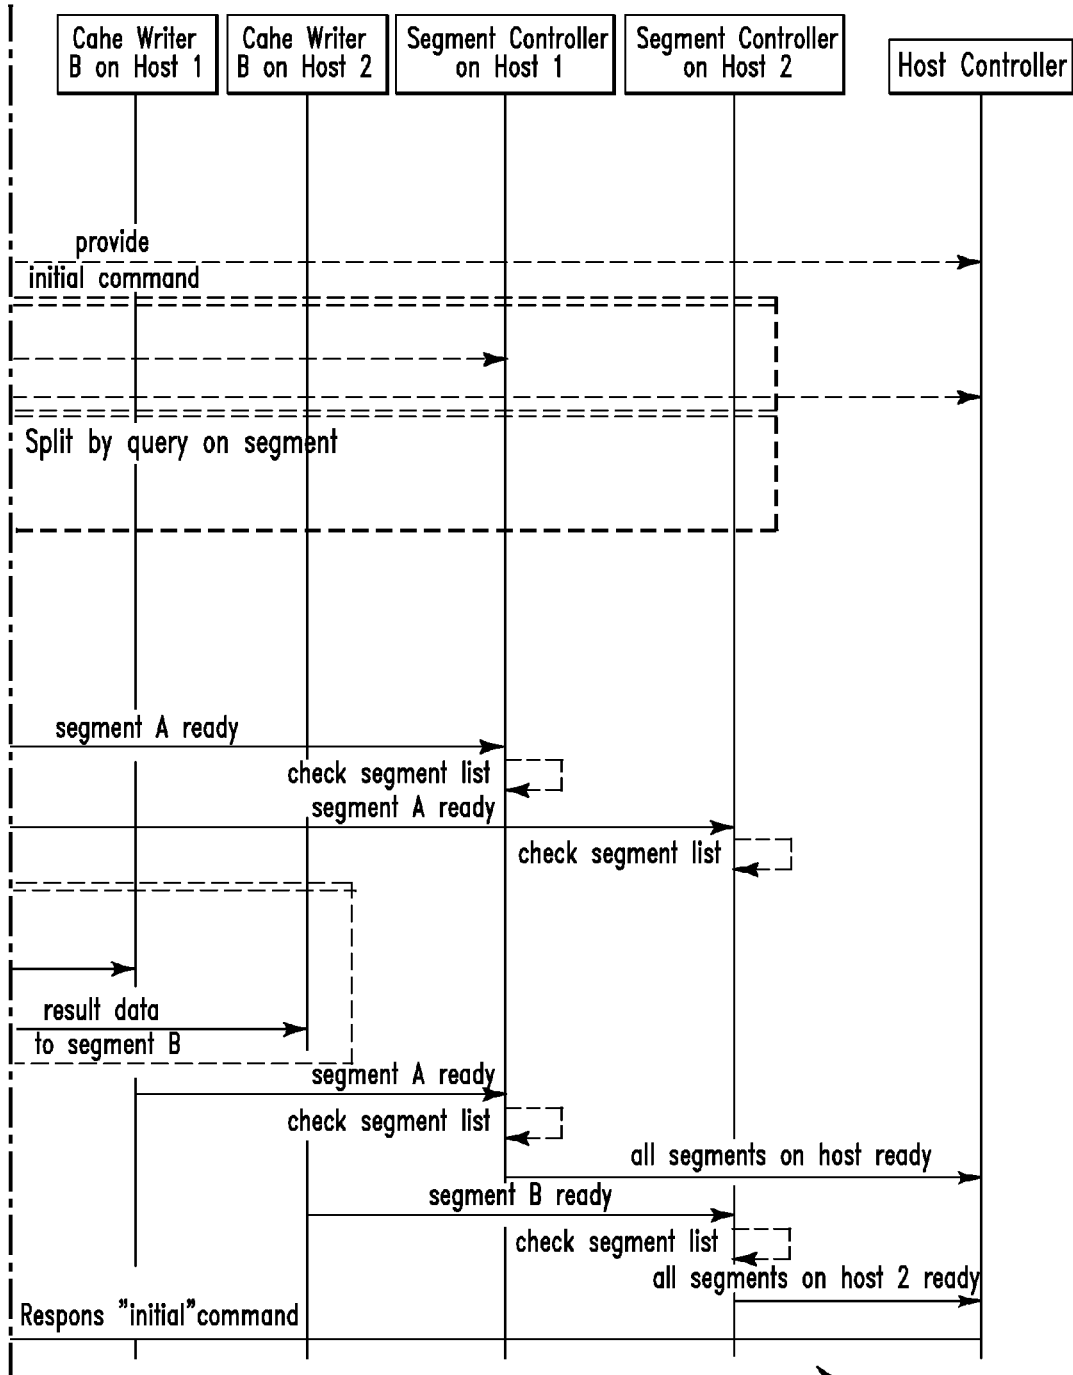 Cahe Writer
B on Host 1
Cahe Writer
B on Host 2
Segment Controller
on Host 1
Segment Controller
on Host 2
Host Controller
provide
initial command
Split by query on segment
segment A ready
check segment list
segment A ready
check segment list
result data
to segment B
segment A ready
check segment list
all segments on host ready
segment B ready
check segment list
all segments on host 2 ready
Respons "initial"command